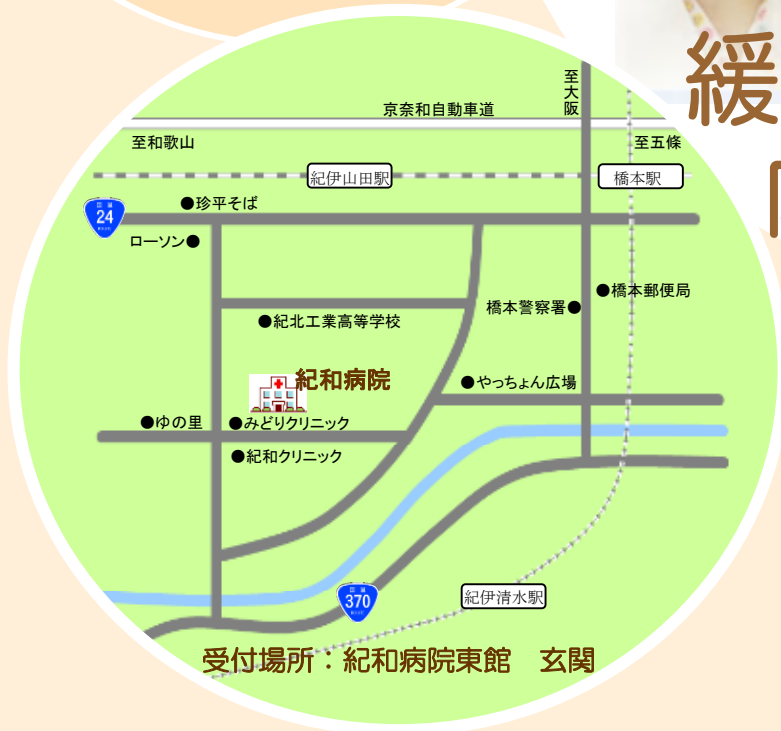 緩
至大阪
京奈和自動車道
至和歌山
至五條
紀伊山田駅
橋本駅
24
●珍平そば
ローソン●
●橋本郵便局
橋本警察署●
●紀北工業高等学校
紀和病院
●やっちょん広場
●ゆの里
●みどりクリニック
●紀和クリニック
370
紀伊清水駅
受付場所：紀和病院東館　玄関